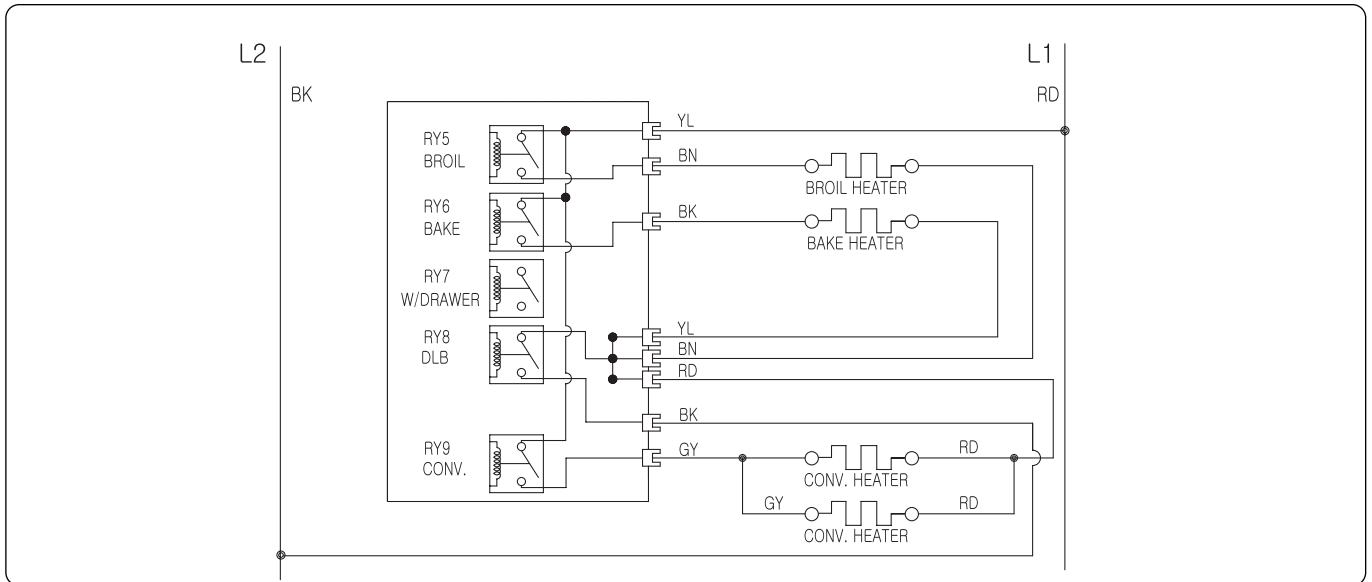 L2
L1
BK
RD
RY5
BROIL
YL
BN
BROIL HEATER
RY6
BAKE
BK
BAKE HEATER
RY7
W/DRAWER
RY8
DLB
YL
BN
RD
BK
RY9
CONV.
GY
RD
CONV. HEATER
GY
RD
CONV. HEATER